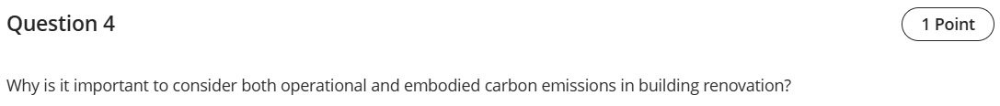 Question 4
1 Point
Why is it important to consider both operational and embodied carbon emissions in building renovation?